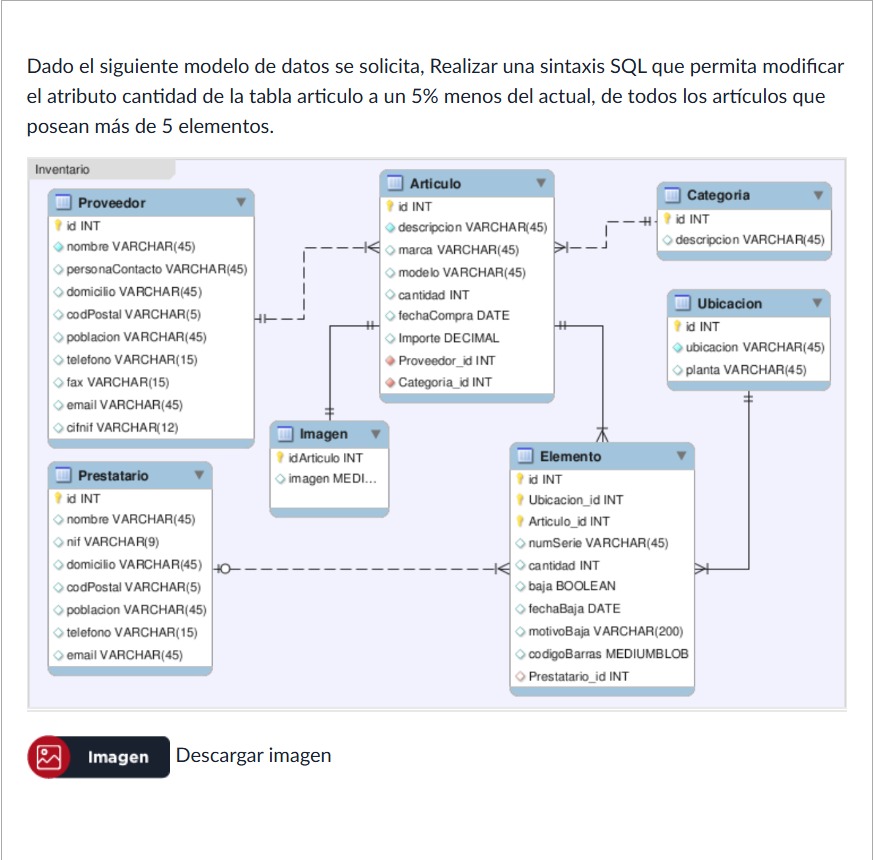 Dado el siguiente modelo de datos se solicita, Realizar una sintaxis SQL que permita modificar
el atributo cantidad de la tabla articulo a un 5% menos del actual, de todos los artículos que
posean más de 5 elementos.
Inventario
Proveedor
id INT
nombre VARCHAR(45)
personaContacto VARCHAR(45)
domicilio VARCHAR(45)
codPostal VARCHAR(5)
poblacion VARCHAR(45)
telefono VARCHAR(15)
fax VARCHAR(15)
email VARCHAR(45)
cifnif VARCHAR(12)
Articulo
id INT
descripcion VARCHAR(45)
marca VARCHAR(45)
modelo VARCHAR(45)
cantidad INT
fechaCompra DATE
Importe DECIMAL
Proveedor_id INT
Categoria_id INT
Categoria
id INT
descripcion VARCHAR(45)
Ubicacion
id INT
ubicacion VARCHAR(45)
planta VARCHAR(45)
Imagen
idArticulo INT
imagen MEDI...
Prestatario
id INT
nombre VARCHAR(45)
nif VARCHAR(9)
domicilio VARCHAR(45)
codPostal VARCHAR(5)
poblacion VARCHAR(45)
telefono VARCHAR(15)
email VARCHAR(45)
Elemento
id INT
Ubicacion_id INT
Articulo_id INT
numSerie VARCHAR(45)
cantidad INT
baja BOOLEAN
fechaBaja DATE
motivoBaja VARCHAR(200)
codigoBarras MEDIUMBLOB
Prestatario_id INT
Imagen Descargar imagen